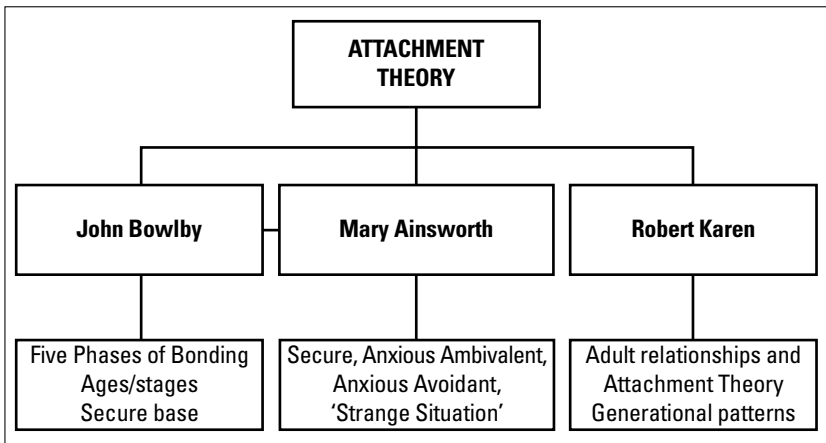 ATTACHMENT
THEORY
John Bowlby
Mary Ainsworth
Robert Karen
Five Phases of Bonding
Ages/stages
Secure base
Secure, Anxious Ambivalent,
Anxious Avoidant,
‘Strange Situation’
Adult relationships and
Attachment Theory
Generational patterns